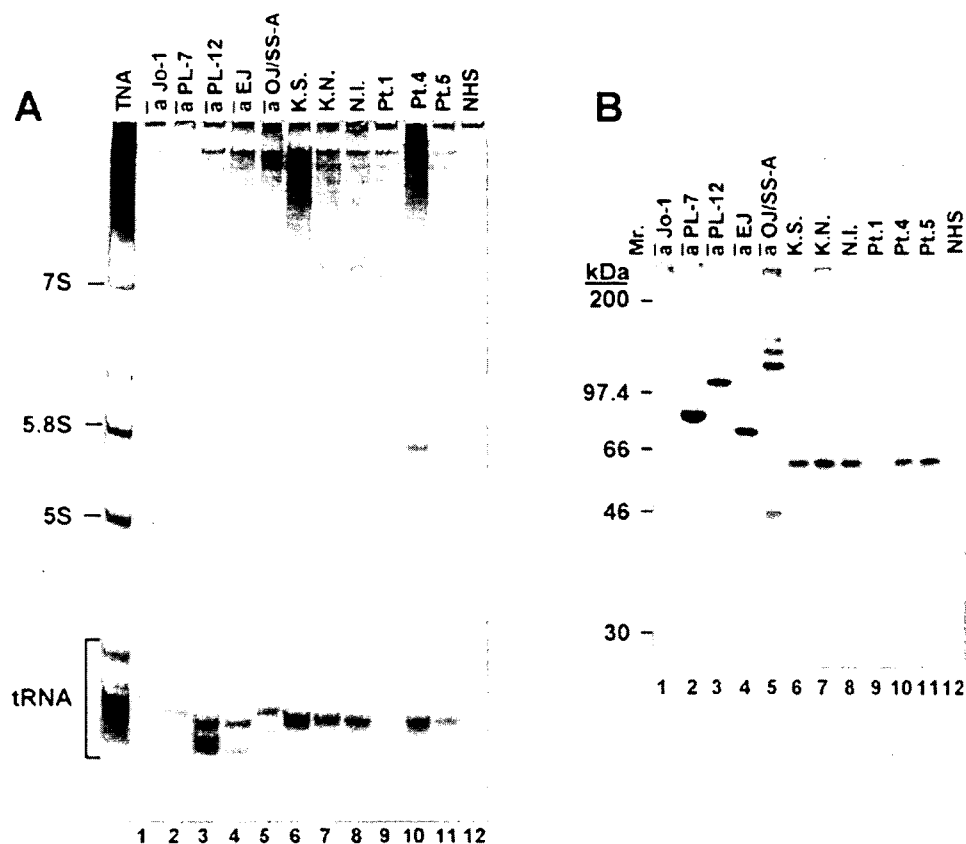 A
TNA
a Jo-1
a PL-7
a PL-12
a EJ
a OJ/SS-A
K.S.
K.N.
N.I.
Pt.1
Pt.4
Pt.5
NHS
7S
5.8S
5S
tRNA
1 2 3 4 5 6 7 8 9 10 11 12
B
Mr.
a Jo-1
a PL-7
a PL-12
a EJ
a OJ/SS-A
K.S.
K.N.
N.I.
Pt.1
Pt.4
Pt.5
NHS
kDa
200
97.4
66
46
30
1 2 3 4 5 6 7 8 9 10 11 12